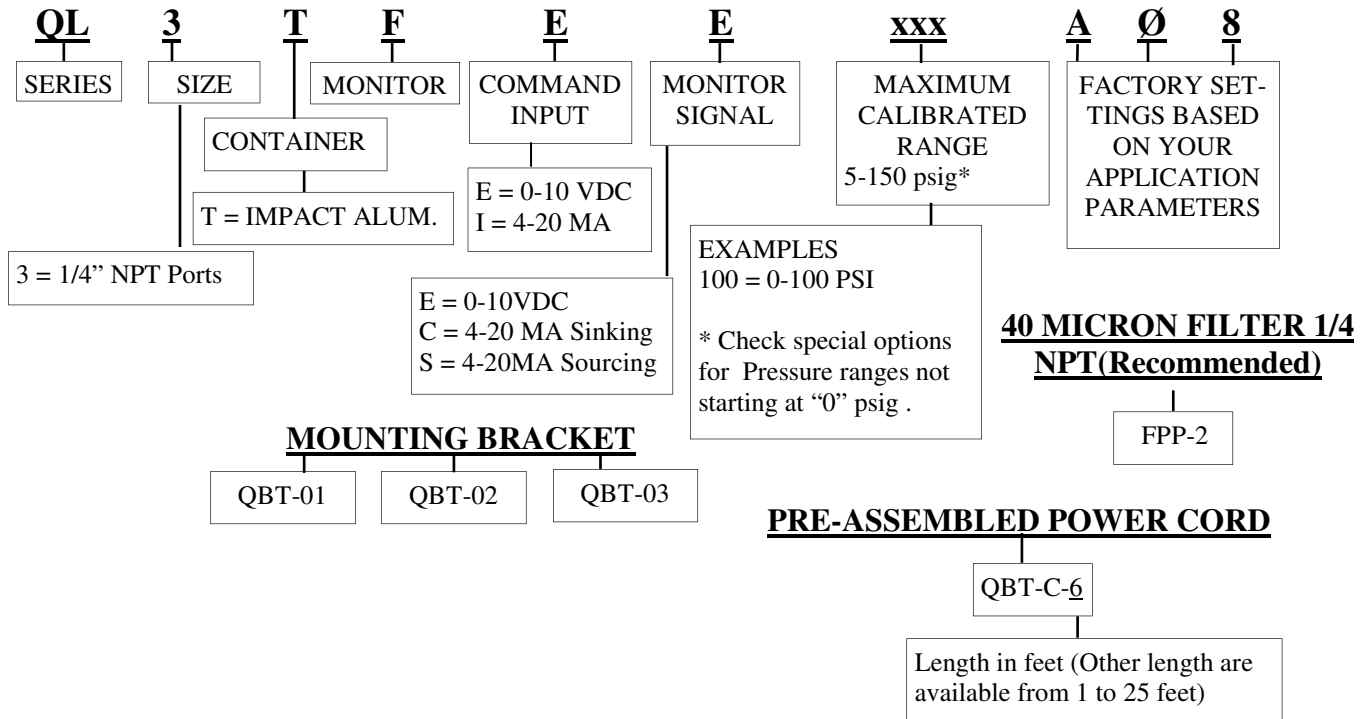 QL 3 T F E E xxx A Ø 8
SERIES
SIZE
MONITOR
COMMAND
INPUT
MONITOR
SIGNAL
MAXIMUM
CALIBRATED
RANGE
5-150 psig*
FACTORY SET-
TINGS BASED
ON YOUR
APPLICATION
PARAMETERS
CONTAINER
T = IMPACT ALUM.
E = 0-10 VDC
I = 4-20 MA
3 = 1/4” NPT Ports
E = 0-10VDC
C = 4-20 MA Sinking
S = 4-20MA Sourcing
EXAMPLES
100 = 0-100 PSI
* Check special options
for Pressure ranges not
starting at “0” psig .
40 MICRON FILTER 1/4
NPT(Recommended)
FPP-2
MOUNTING BRACKET
QBT-01
QBT-02
QBT-03
PRE-ASSEMBLED POWER CORD
QBT-C-6
Length in feet (Other length are
available from 1 to 25 feet)